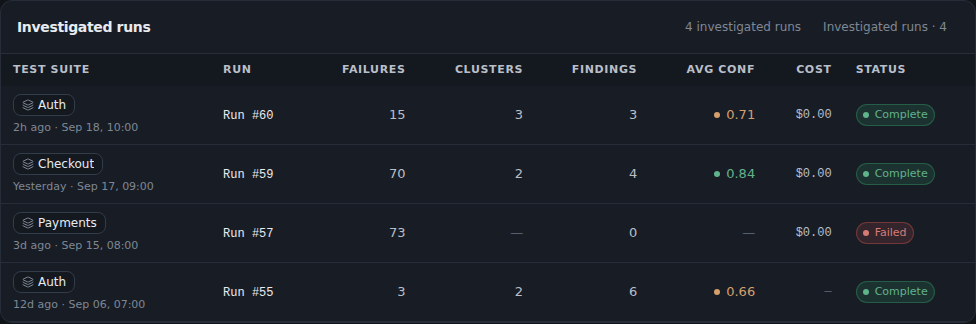 Investigated runs
4 investigated runs Investigated runs · 4
TEST SUITE RUN FAILURES CLUSTERS FINDINGS AVG CONF COST STATUS
Auth
2h ago · Sep 18, 10:00
Run #60 15 3 3 0.71 $0.00 Complete
Checkout
Yesterday · Sep 17, 09:00
Run #59 70 2 4 0.84 $0.00 Complete
Payments
3d ago · Sep 15, 08:00
Run #57 73 — 0 — $0.00 Failed
Auth
12d ago · Sep 06, 07:00
Run #55 3 2 6 0.66 – Complete